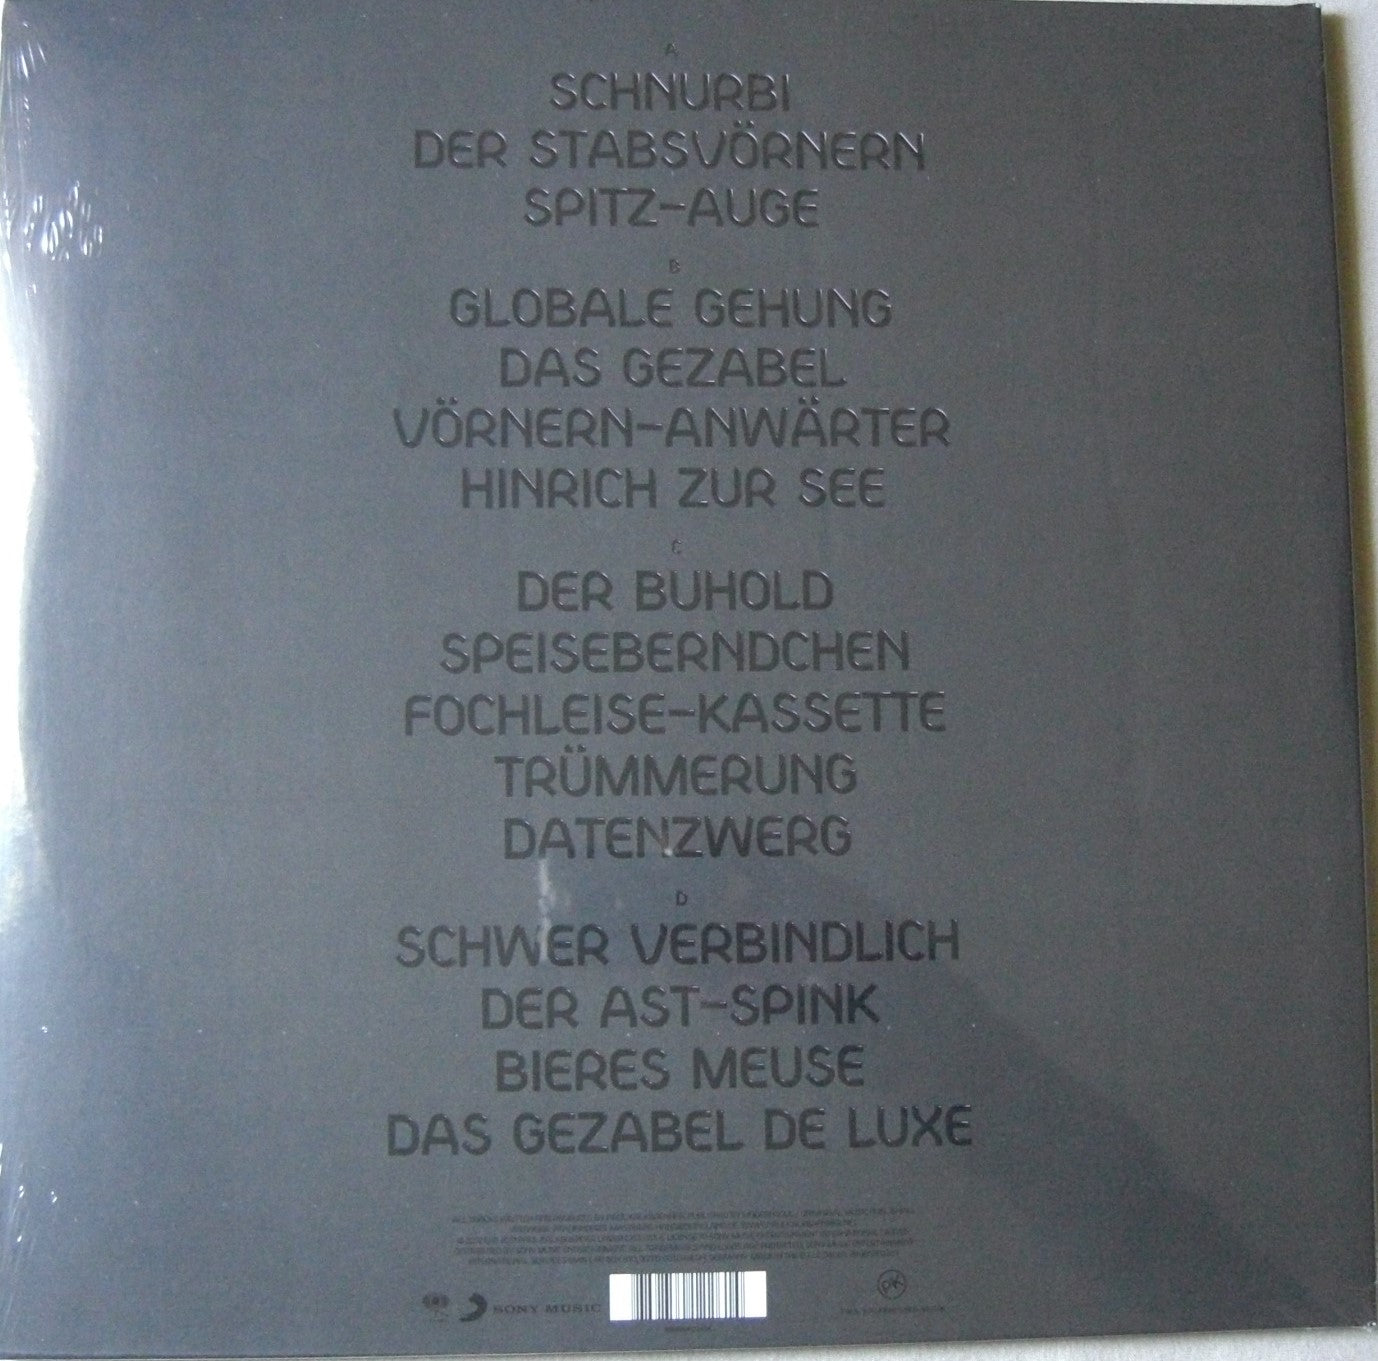 A
SCHNURBI
DER STABSVÖRNERN
SPITZ-AUGE
B
GLOBALE GEHUNG
DAS GEZABEL
VÖRNERN-ANWÄRTER
HINRICH ZUR SEE
C
DER BUHOLD
SPEISEBERNDCHEN
FOCHLEISE-KASSETTE
TRÜMMERUNG
DATENZWERG
D
SCHWER VERBINDLICH
DER AST-SPINK
BIERES MEUSE
DAS GEZABEL DE LUXE
SONY MUSIC
PK